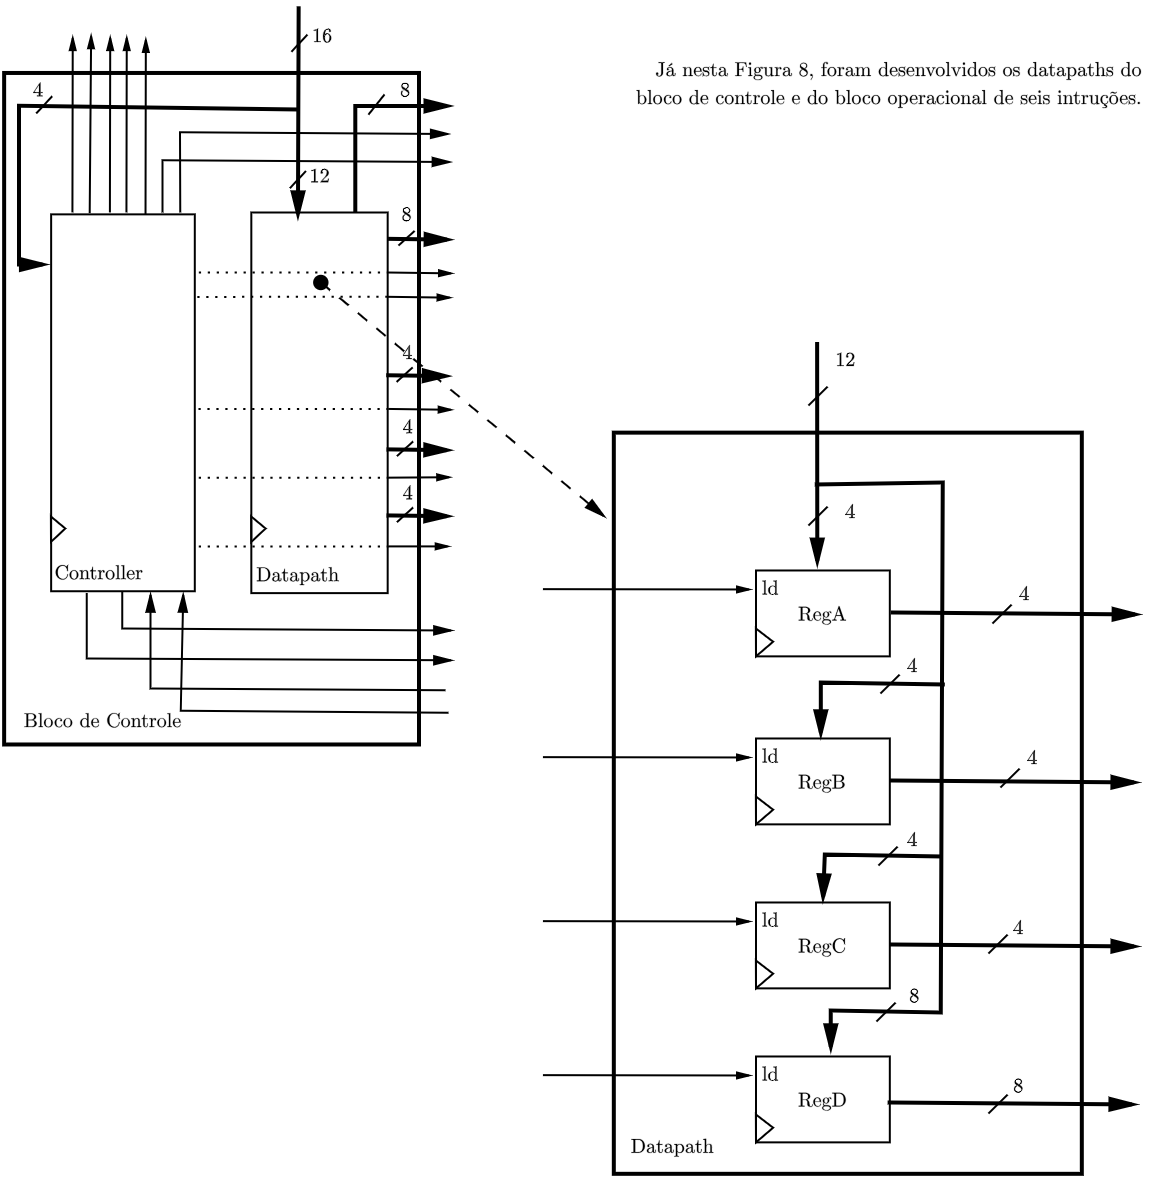 16
Já nesta Figura 8, foram desenvolvidos os datapaths do
bloco de controle e do bloco operacional de seis intruções.
4
8
12
8
4
4
4
Controller
Datapath
Bloco de Controle
12
4
ld
RegA
4
4
ld
RegB
4
4
ld
RegC
4
8
ld
RegD
8
Datapath